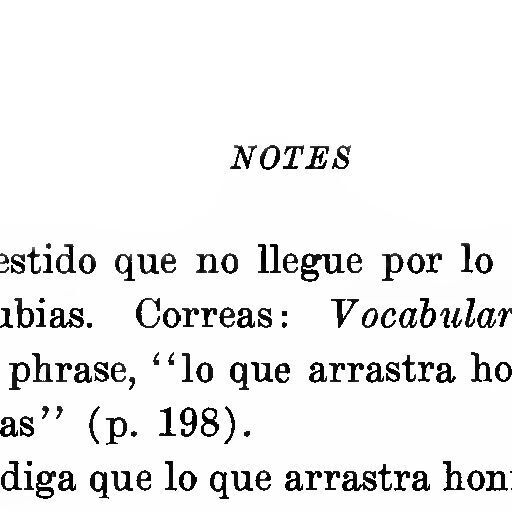 NOTES
estido que no llegue por lo
ubias. Correas: Vocabular
phrase, “lo que arrastra ho
as” (p. 198).
diga que lo que arrastra hon